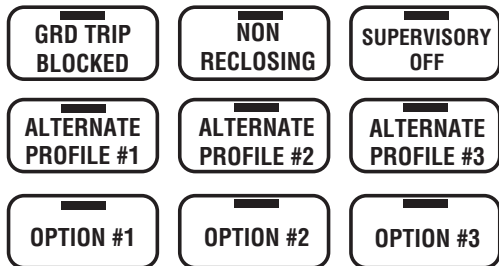 GRD TRIP
BLOCKED
NON
RECLOSING
SUPERVISORY
OFF
ALTERNATE
PROFILE #1
ALTERNATE
PROFILE #2
ALTERNATE
PROFILE #3
OPTION #1
OPTION #2
OPTION #3